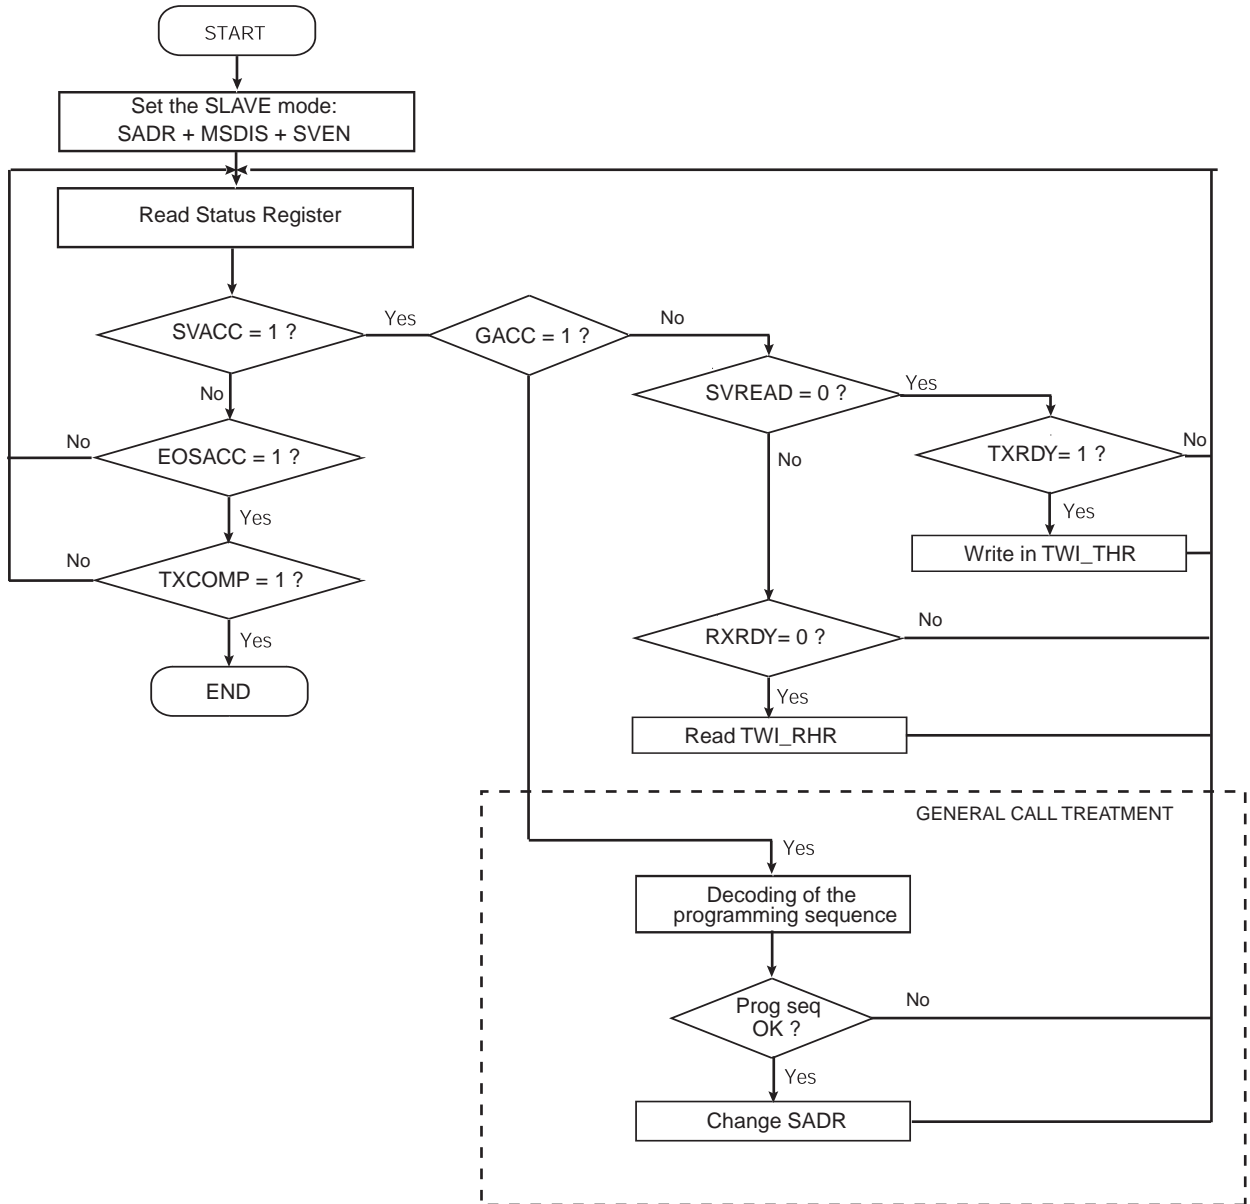 START
Set the SLAVE mode:
SADR + MSDIS + SVEN
Read Status Register
SVACC = 1 ?
Yes
GACC = 1 ?
No
SVREAD = 0 ?
Yes
No
EOSACC = 1 ?
No
No
TXRDY= 1 ?
No
Yes
Yes
Write in TWI_THR
TXCOMP = 1 ?
No
Yes
RXRDY= 0 ?
No
END
Yes
Read TWI_RHR
GENERAL CALL TREATMENT
Yes
Decoding of the
programming sequence
Prog seq
OK ?
No
Yes
Change SADR